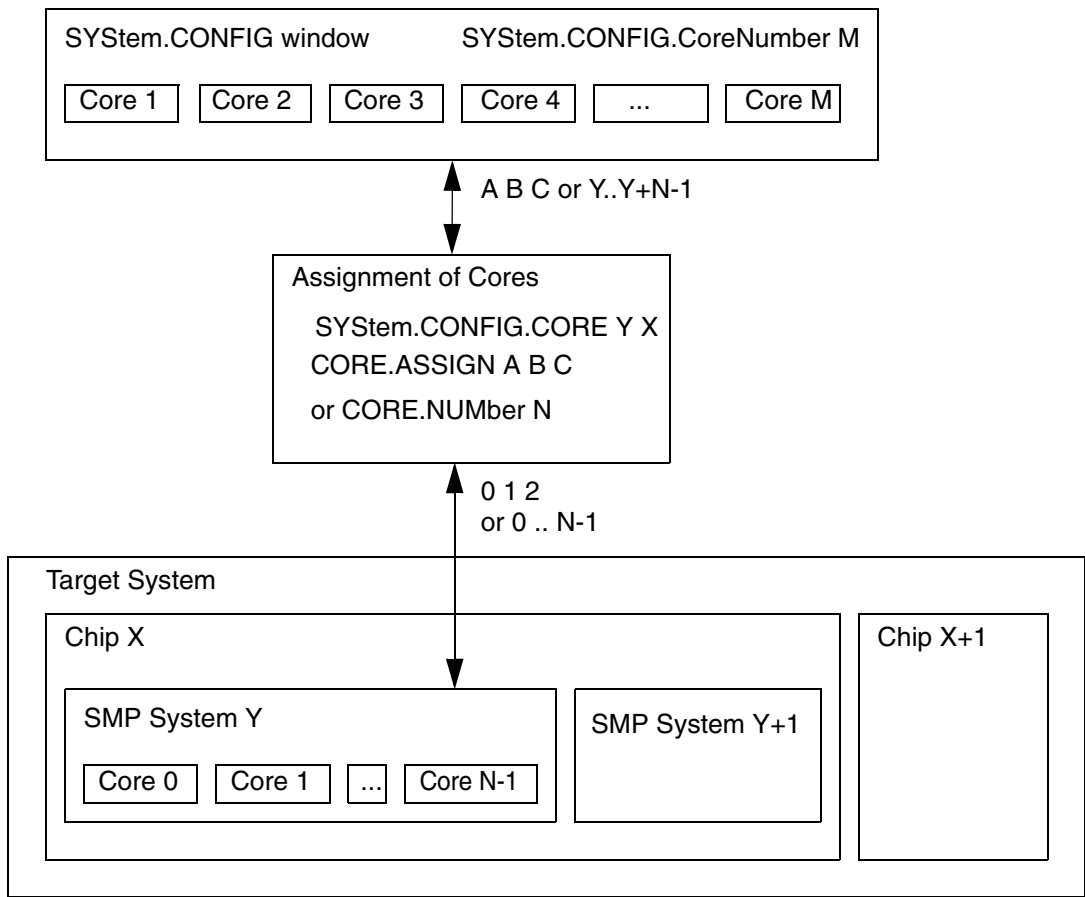 SYStem.CONFIG window SYStem.CONFIG.CoreNumber M
Core 1 Core 2 Core 3 Core 4 ... Core M
A B C or Y..Y+N-1
Assignment of Cores
SYStem.CONFIG.CORE Y X
CORE.ASSIGN A B C
or CORE.NUMber N
0 1 2
or 0 .. N-1
Target System
Chip X
Chip X+1
SMP System Y
SMP System Y+1
Core 0 Core 1 ... Core N-1